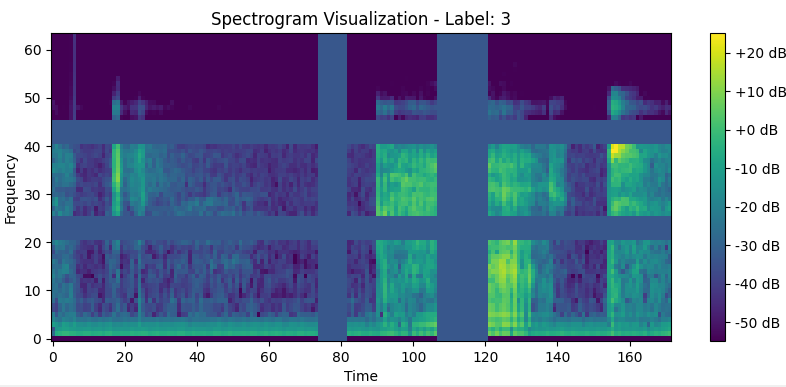 Spectrogram Visualization - Label: 3
Frequency
60
50
40
30
20
10
0
0 20 40 60 80 100 120 140 160
Time
+20 dB
+10 dB
+0 dB
-10 dB
-20 dB
-30 dB
-40 dB
-50 dB